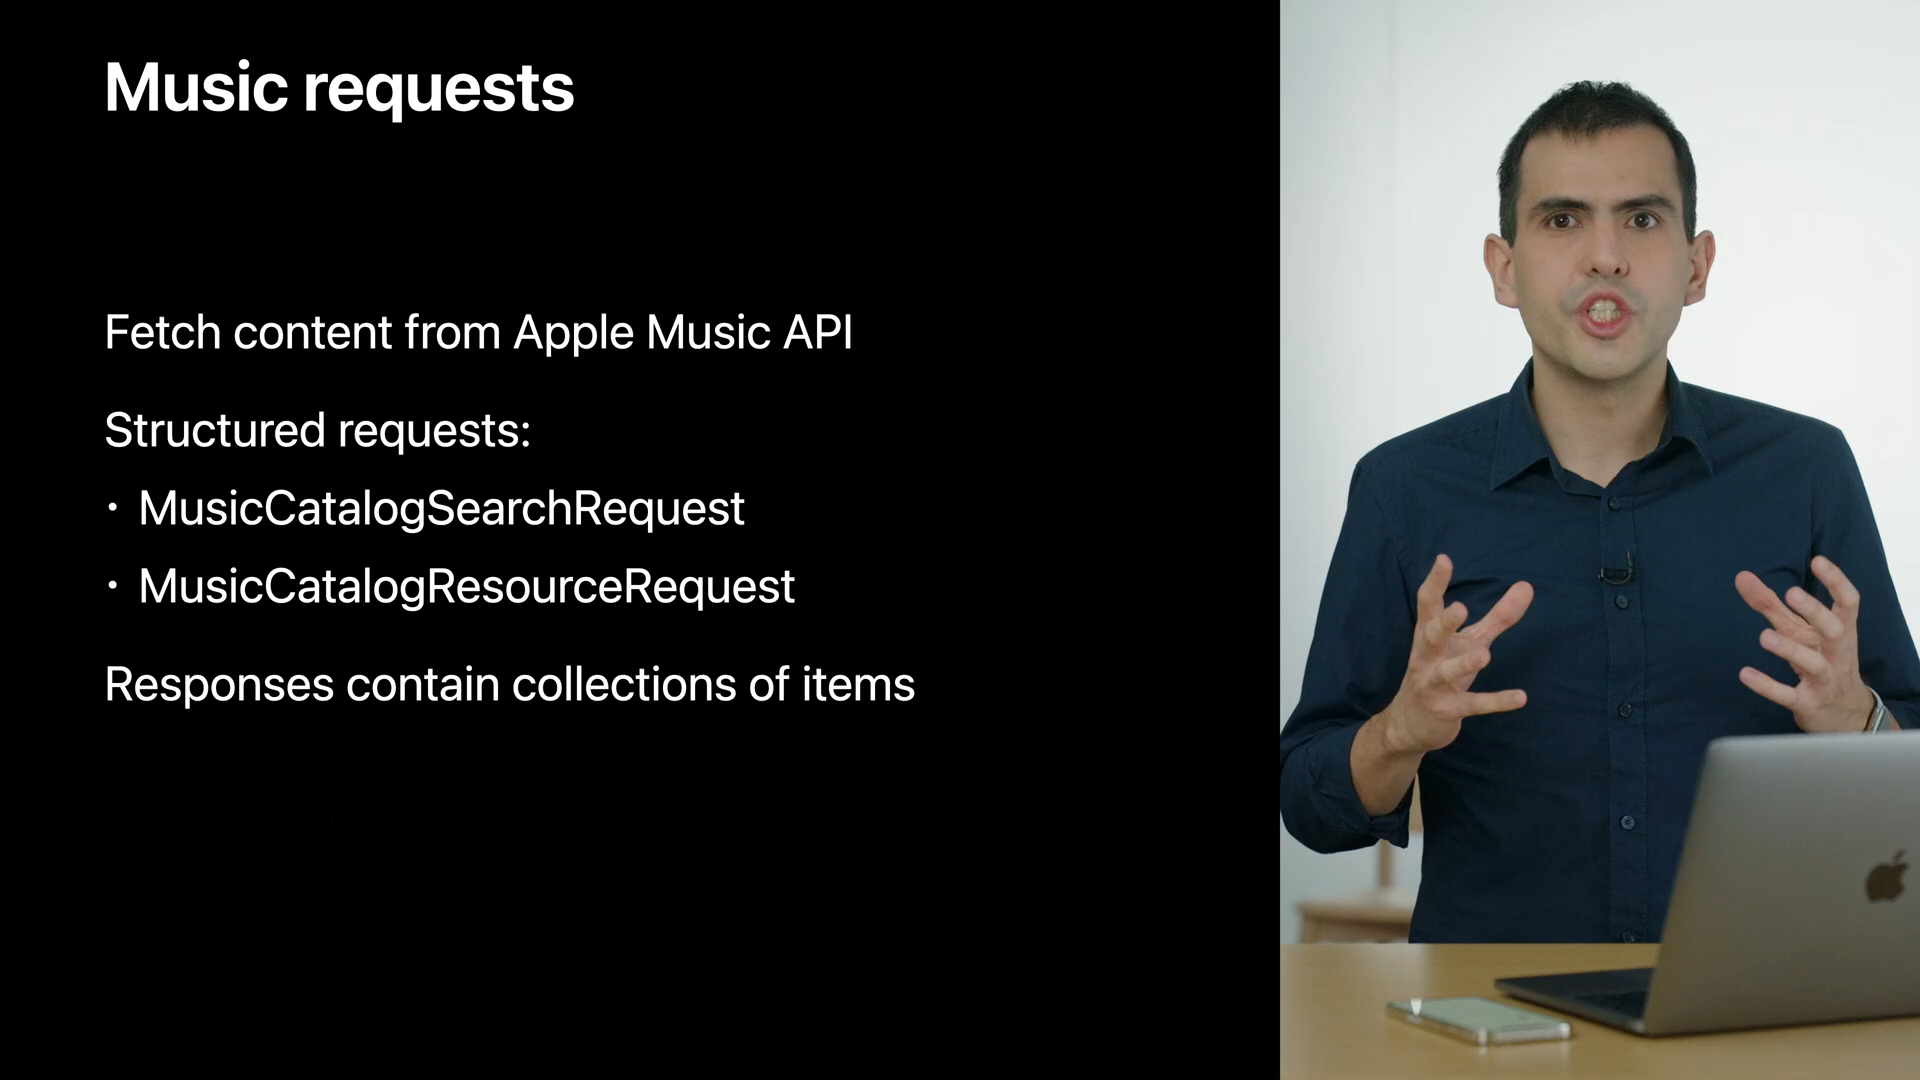 Music requests
Fetch content from Apple Music API
Structured requests:
• MusicCatalogSearchRequest
• MusicCatalogResourceRequest
Responses contain collections of items